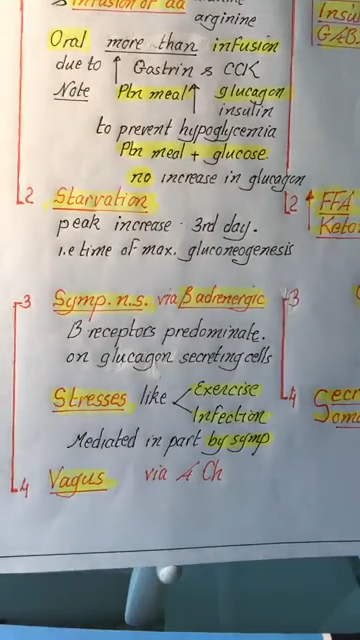 Infusion of aa
arginine
Oral more than infusion
due to ↑ Gastrin & CCK
Note Ptn meal ↑ glucagon
insulin
to prevent hypoglycemia
Ptn meal + glucose
no increase in glucagon
2 Starvation
peak increase 3rd day.
i.e time of max. gluconeogenesis
3 Symp. n.s. via β adrenergic
B receptors predominate.
on glucagon secreting cells
Stresses like < Exercise
Infection
Mediated in part by symp
4 Vagus via A Ch
2 ↑ FFA
3
4